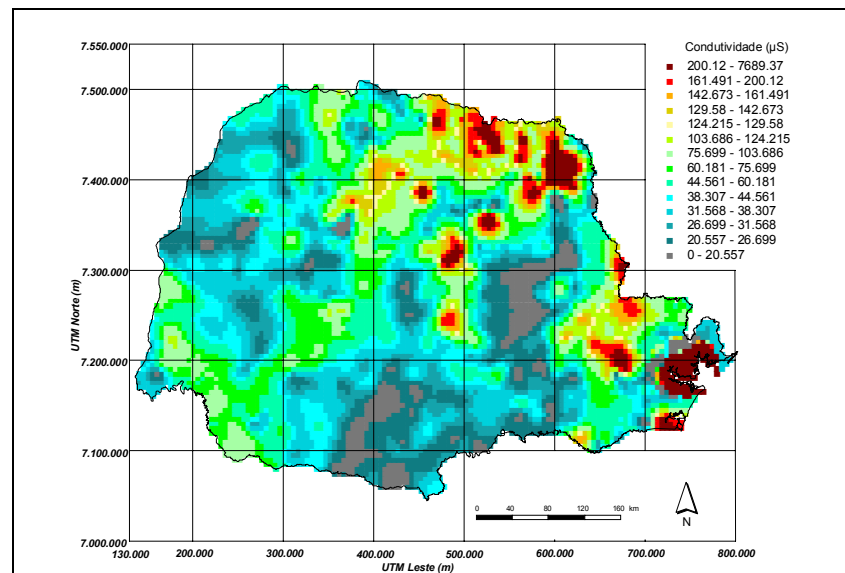 Condutividade (µS)
200.12 - 7689.37
161.491 - 200.12
142.673 - 161.491
129.58 - 142.673
124.215 - 129.58
103.686 - 124.215
75.699 - 103.686
60.181 - 75.699
44.561 - 60.181
38.307 - 44.561
31.568 - 38.307
26.699 - 31.568
20.557 - 26.699
0 - 20.557
7.550.000
7.500.000
7.400.000
7.300.000
7.200.000
7.100.000
7.000.000
UTM Norte (m)
0 40 80 120 160 km
N
130.000 200.000 300.000 400.000 500.000 600.000 700.000 800.000
UTM Leste (m)